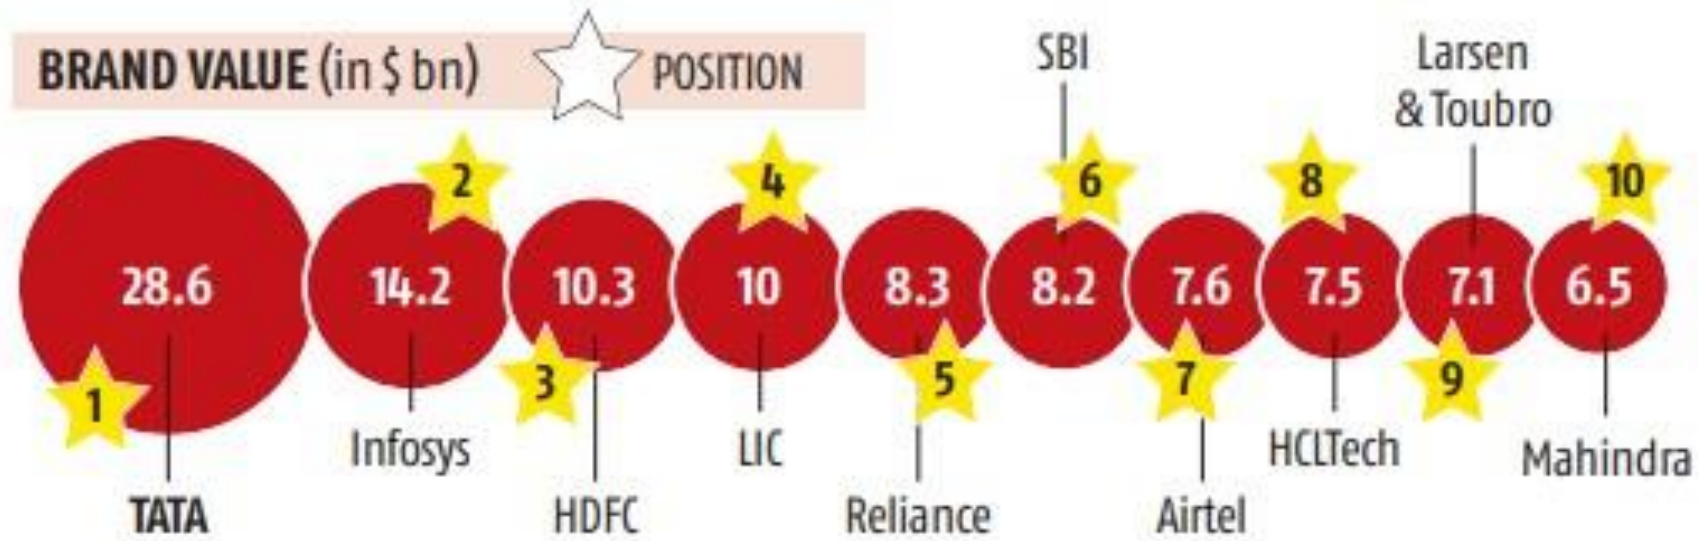 BRAND VALUE (in $ bn) POSITION
SBI
Larsen
& Toubro
1
2
3
4
5
6
7
8
9
10
28.6
14.2
10.3
10
8.3
8.2
7.6
7.5
7.1
6.5
TATA
Infosys
HDFC
LIC
Reliance
Airtel
HCLTech
Mahindra